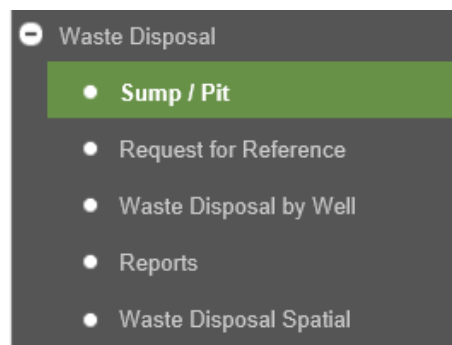 Waste Disposal
Sump / Pit
Request for Reference
Waste Disposal by Well
Reports
Waste Disposal Spatial